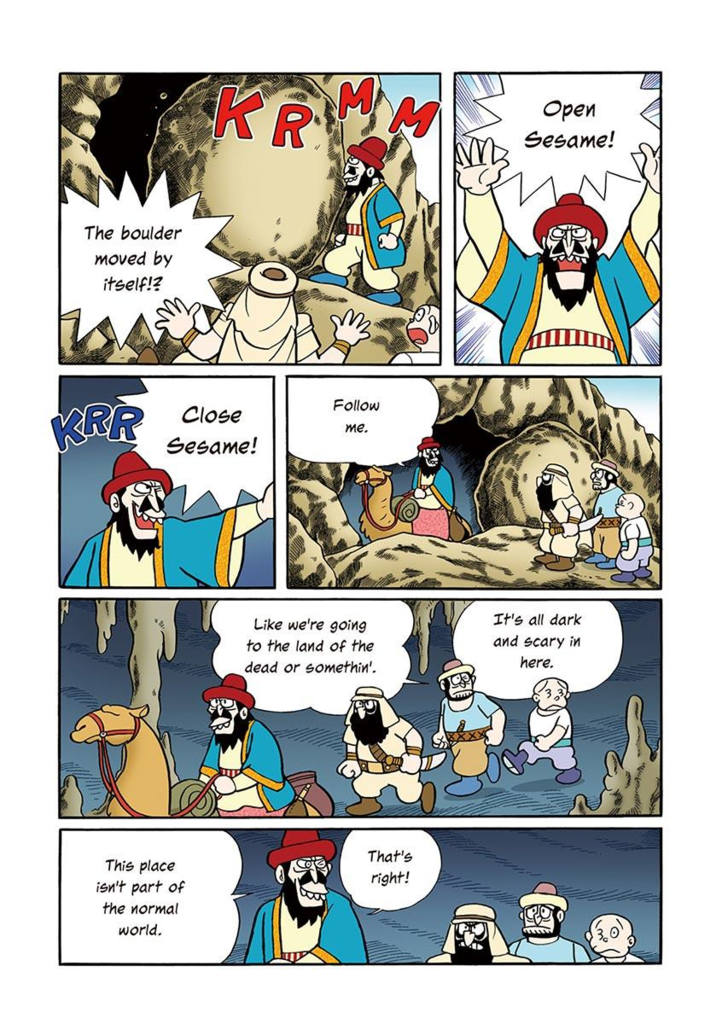 Open
Sesame!
KRMM
The boulder
moved by
itself!?
Follow
me.
Close
Sesame!
KRR
It's all dark
and scary in
here.
Like we're going
to the land of the
dead or somethin'.
That's
right!
This place
isn't part of
the normal
world.